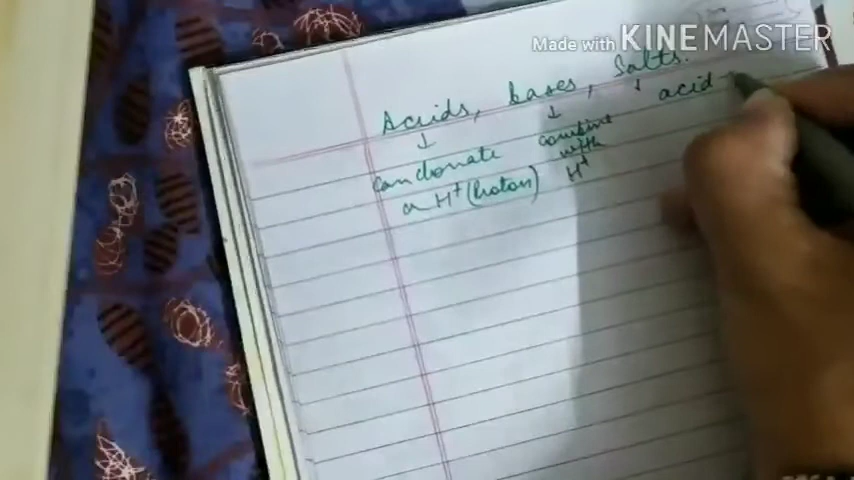 Made with KINEMASTER
Acids, bases, Salts.
↓ ↓ ↓ acid -
can donate combine
a H+ (proton) with
H+